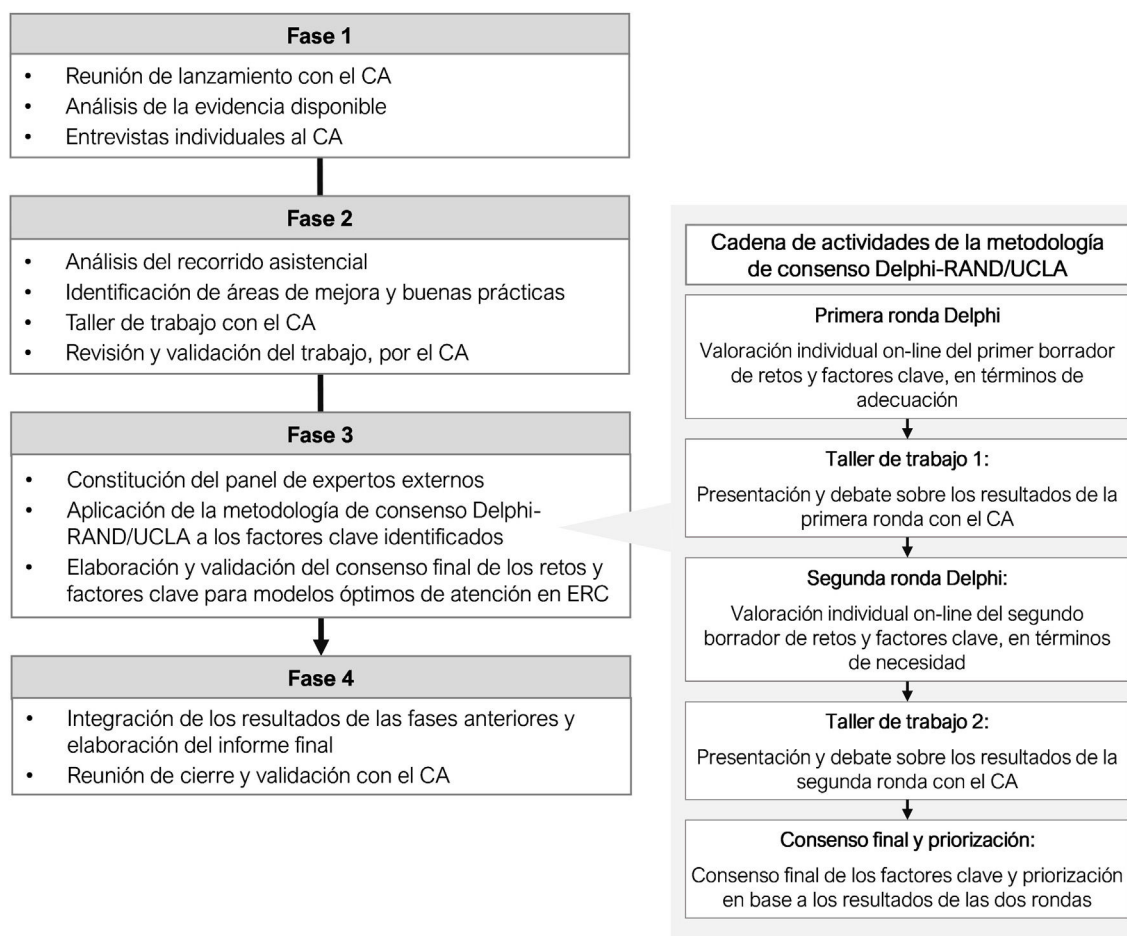 Fase 1
• Reunión de lanzamiento con el CA
• Análisis de la evidencia disponible
• Entrevistas individuales al CA
Fase 2
• Análisis del recorrido asistencial
• Identificación de áreas de mejora y buenas prácticas
• Taller de trabajo con el CA
• Revisión y validación del trabajo, por el CA
Fase 3
• Constitución del panel de expertos externos
• Aplicación de la metodología de consenso Delphi-
RAND/UCLA a los factores clave identificados
• Elaboración y validación del consenso final de los retos y
factores clave para modelos óptimos de atención en ERC
Fase 4
• Integración de los resultados de las fases anteriores y
elaboración del informe final
• Reunión de cierre y validación con el CA
Cadena de actividades de la metodología
de consenso Delphi-RAND/UCLA
Primera ronda Delphi
Valoración individual on-line del primer borrador
de retos y factores clave, en términos de
adecuación
Taller de trabajo 1:
Presentación y debate sobre los resultados de la
primera ronda con el CA
Segunda ronda Delphi:
Valoración individual on-line del segundo
borrador de retos y factores clave, en términos
de necesidad
Taller de trabajo 2:
Presentación y debate sobre los resultados de la
segunda ronda con el CA
Consenso final y priorización:
Consenso final de los factores clave y priorización
en base a los resultados de las dos rondas